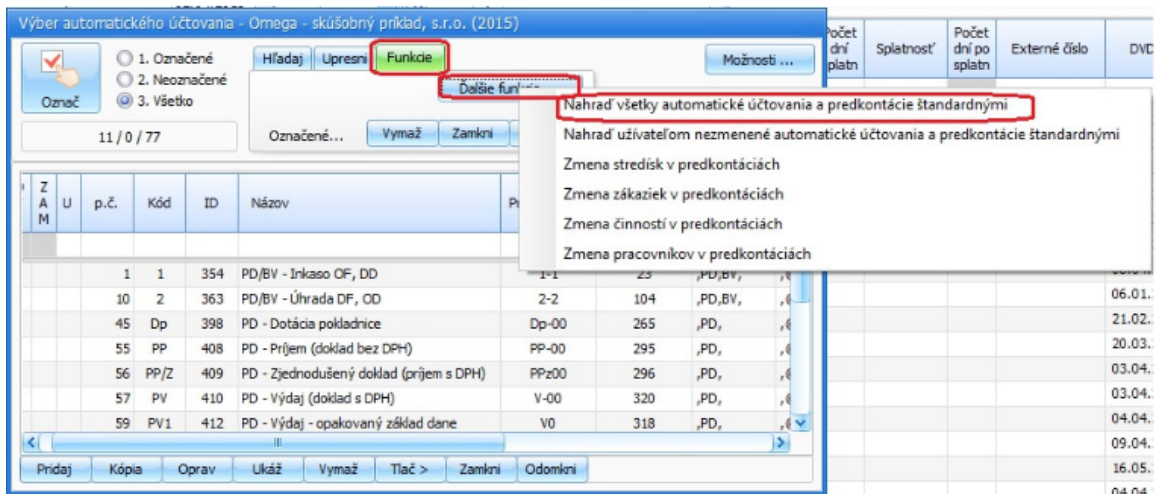 Výber automatického účtovania - Omega - skúšobný príklad, s.r.o. (2015)
Označ
1. Označené
2. Neoznačené
3. Všetko
11 / 0 / 77
Hľadaj Upresni Funkcie Možnosti ...
Ďalšie funkcie
Označené... Vymaž Zamkni
Nahraď všetky automatické účtovania a predkontácie štandardnými
Nahraď užívateľom nezmenené automatické účtovania a predkontácie štandardnými
Zmena stredísk v predkontáciách
Zmena zákaziek v predkontáciách
Zmena činností v predkontáciách
Zmena pracovníkov v predkontáciách
Počet dní splatn Splatnosť Počet dní po splatn Externé číslo DVD
ZAM U p.č. Kód ID Názov
1 1 354 PD/BV - Inkaso OF, DD 1-1 23 ,PD,BV,
10 2 363 PD/BV - Úhrada DF, OD 2-2 104 ,PD,BV, 06.01.
45 Dp 398 PD - Dotácia pokladnice Dp-00 265 ,PD, 21.02.
55 PP 408 PD - Príjem (doklad bez DPH) PP-00 295 ,PD, 20.03.
56 PP/Z 409 PD - Zjednodušený doklad (príjem s DPH) PPz00 296 ,PD, 03.04.
57 PV 410 PD - Výdaj (doklad s DPH) V-00 320 ,PD, 03.04.
59 PV1 412 PD - Výdaj - opakovaný základ dane V0 318 ,PD, 04.04.
09.04.
Pridaj Kópia Oprav Ukáž Vymaž Tlač > Zamkni Odomkni 16.05.
04.04